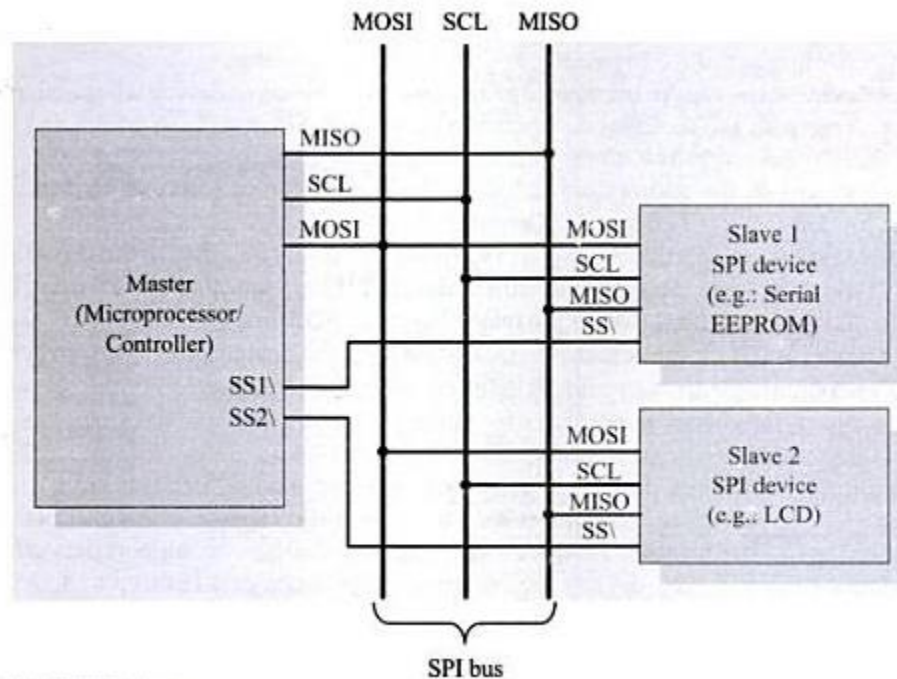 MOSI SCL MISO
MISO
SCL
MOSI
Master
(Microprocessor/
Controller)
SS1\
SS2\
MOSI
SCL
MISO
SS\
Slave 1
SPI device
(e.g.: Serial
EEPROM)
MOSI
SCL
MISO
SS\
Slave 2
SPI device
(e.g.: LCD)
SPI bus